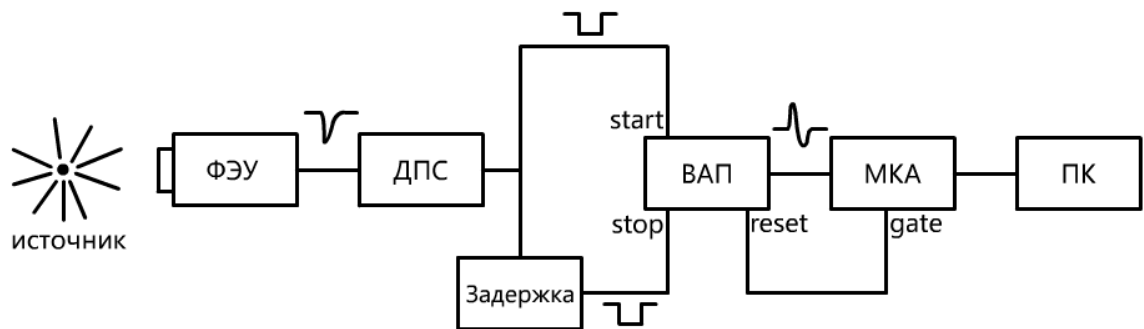 start
ФЭУ
ДПС
ВАП
МКА
ПК
источник
stop
reset
gate
Задержка